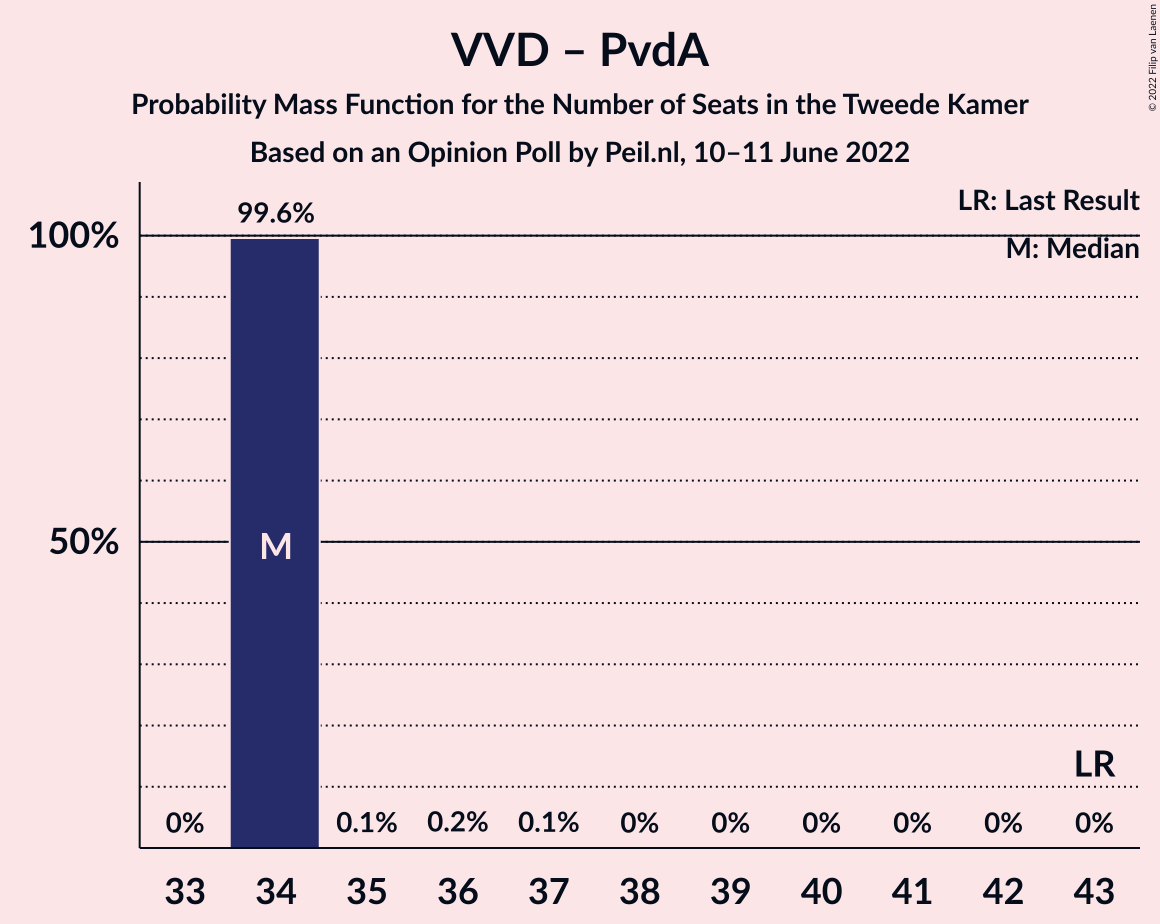 VVD – PvdA
Probability Mass Function for the Number of Seats in the Tweede Kamer
Based on an Opinion Poll by Peil.nl, 10–11 June 2022
© 2022 Filip van Laenen
LR: Last Result
M: Median
100%
50%
99.6%
M
LR
0% 0.1% 0.2% 0.1% 0% 0% 0% 0% 0% 0%
33 34 35 36 37 38 39 40 41 42 43